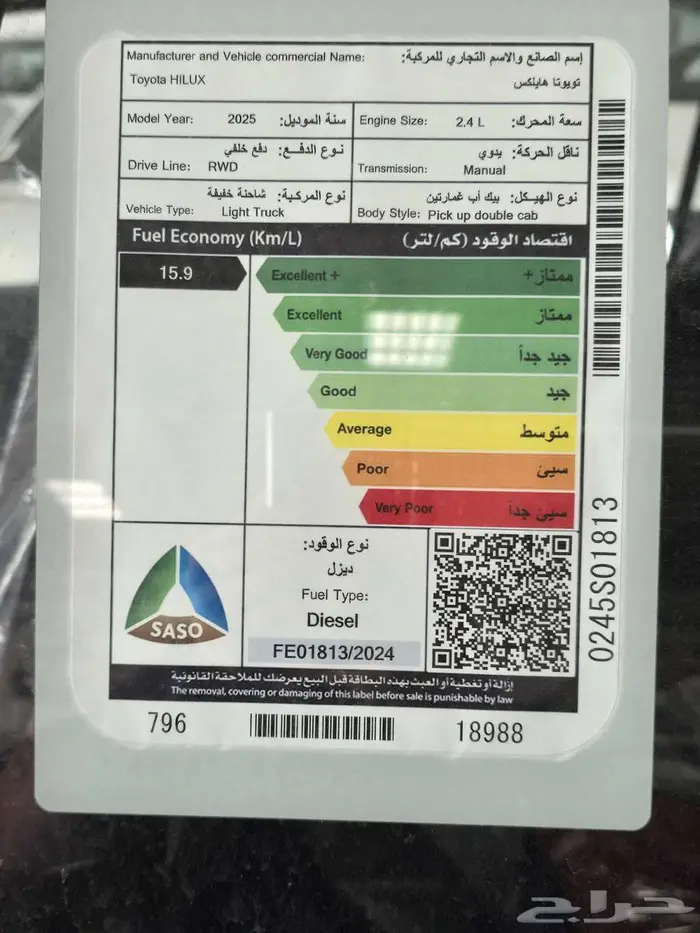 Manufacturer and Vehicle commercial Name: إسم الصانع والاسم التجاري للمركبة:
Toyota HILUX تويوتا هايلكس
Model Year: 2025 سنة الموديل:
Engine Size: 2.4 L سعة المحرك:
نوع الدفع: دفع خلفي
Drive Line: RWD
ناقل الحركة: يدوي
Transmission: Manual
نوع المركبة: شاحنة خفيفة
Vehicle Type: Light Truck
نوع الهيكل: بيك أب غمارتين
Body Style: Pick up double cab
Fuel Economy (Km/L) اقتصاد الوقود (كم/لتر)
15.9
Excellent + ممتاز+
Excellent ممتاز
Very Good جيد جداً
Good جيد
Average متوسط
Poor سيئ
Very Poor سيئ جداً
SASO
نوع الوقود:
ديزل
Fuel Type:
Diesel
FE01813/2024
0245S01813
إزالة أو تغطية أو العبث بهذه البطاقة قبل البيع يعرضك للملاحقة القانونية
The removal, covering or damaging of this label before sale is punishable by law
796 18988
حراج